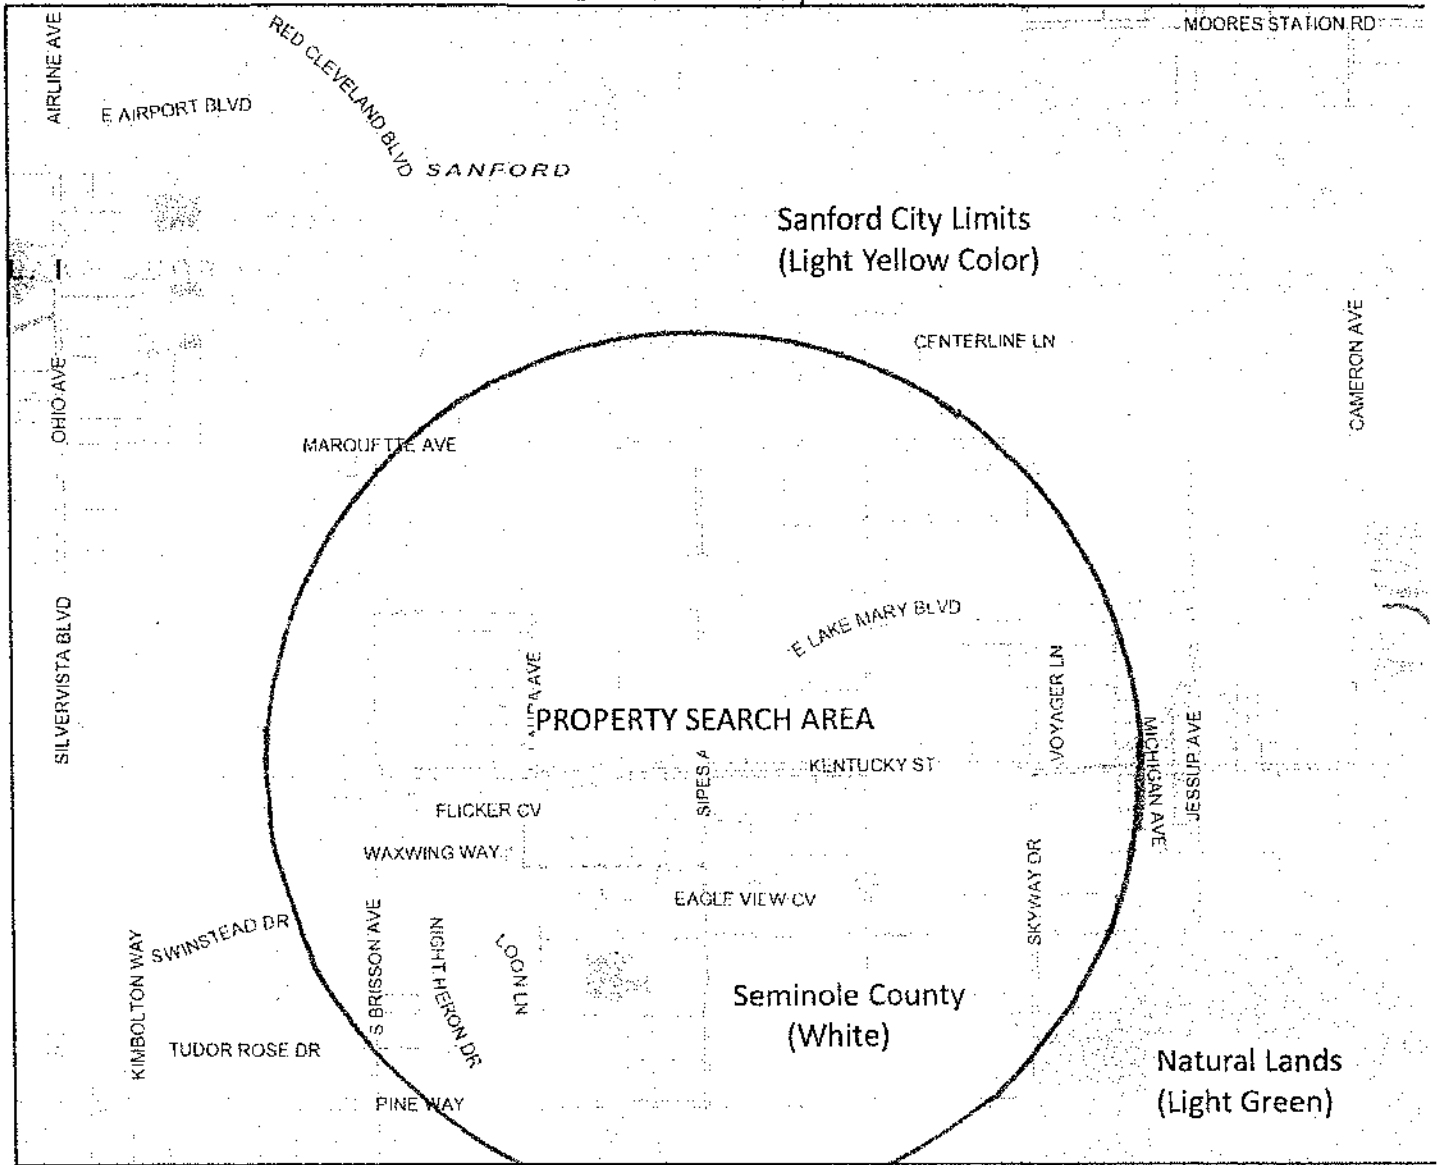 MOORES STATION RD
AIRLINE AVE
RED CLEVELAND BLVD
E AIRPORT BLVD
SANFORD
Sanford City Limits
(Light Yellow Color)
CENTERLINE LN
CAMERON AVE
OHIO AVE
MARQUETTE AVE
SILVERVISTA BLVD
E LAKE MARY BLVD
VOYAGER LN
AVE
PROPERTY SEARCH AREA
MICHIGAN AVE
JESSUP AVE
SIPES A
KENTUCKY ST
FLICKER CV
WAXWING WAY
SKYWAY DR
EAGLE VIEW CV
SWINSTEAD DR
KIMBOLTON WAY
S BRISSON AVE
NIGHT HERON DR
LOON LN
Seminole County
(White)
TUDOR ROSE DR
Natural Lands
(Light Green)
PINE WAY